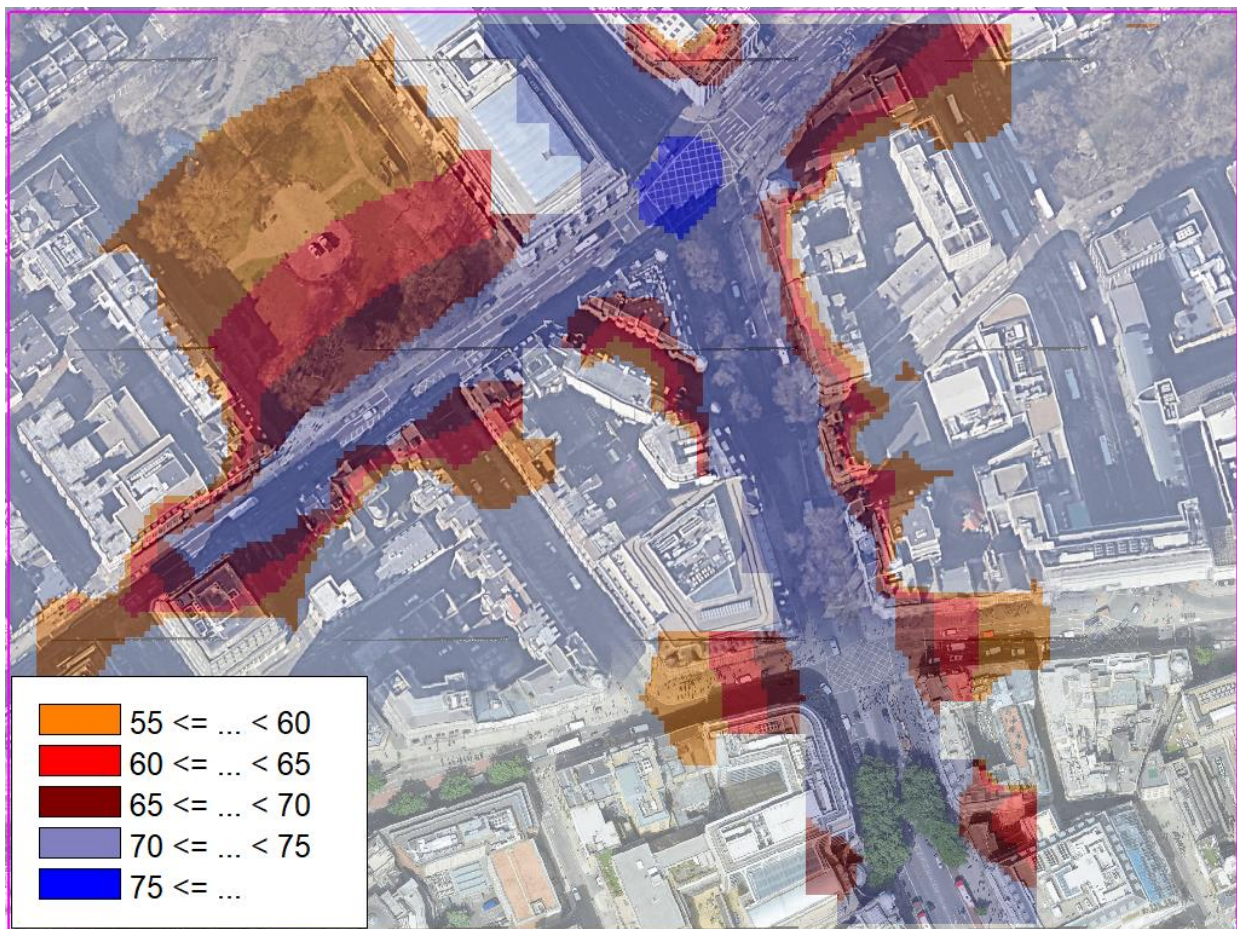 55 <= ... < 60
60 <= ... < 65
65 <= ... < 70
70 <= ... < 75
75 <= ...